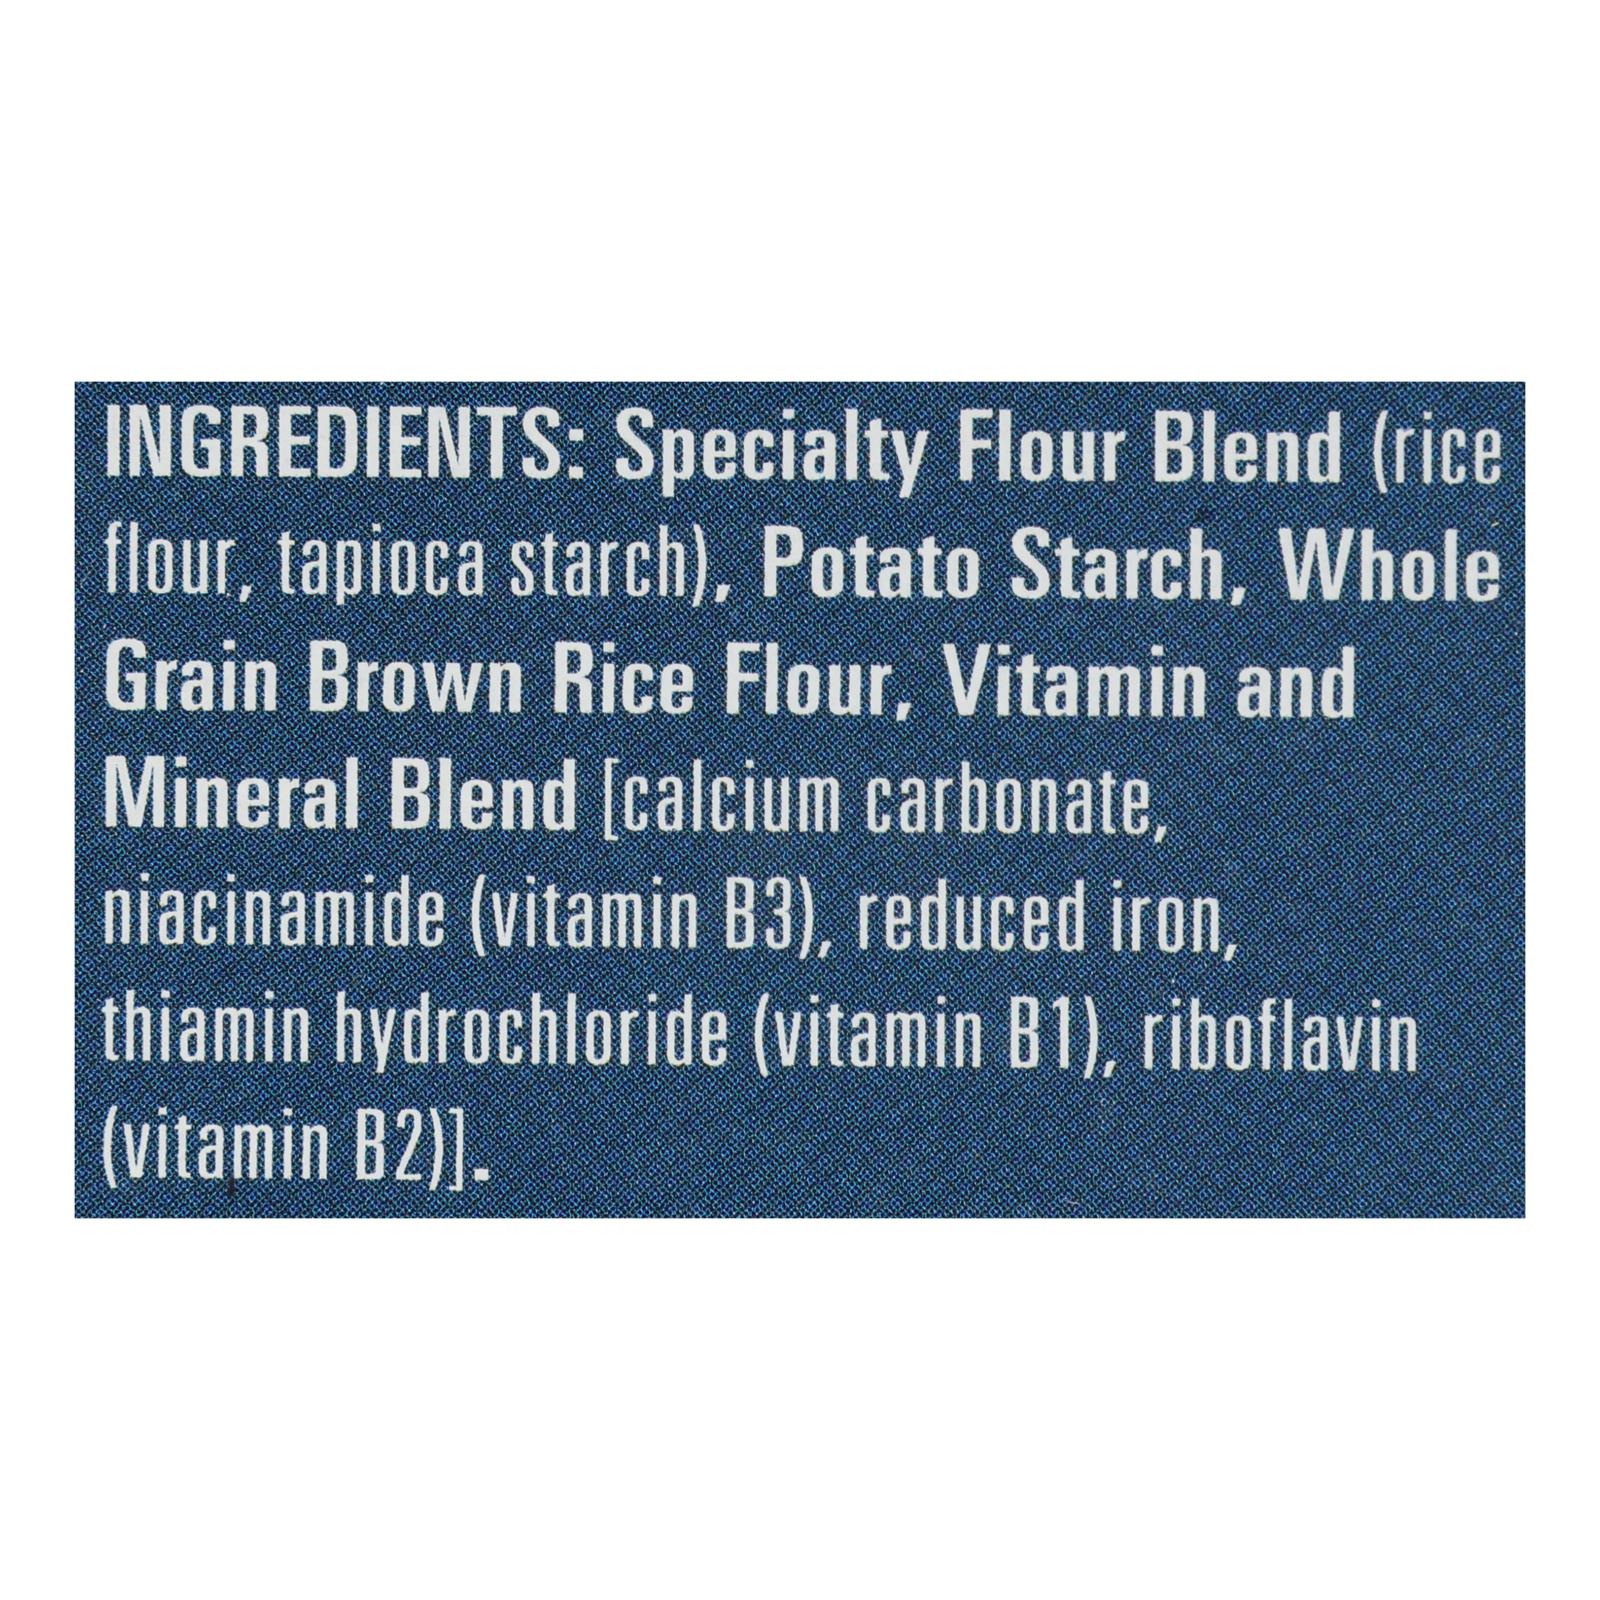 INGREDIENTS: Specialty Flour Blend (rice
flour, tapioca starch), Potato Starch, Whole
Grain Brown Rice Flour, Vitamin and
Mineral Blend [calcium carbonate,
niacinamide (vitamin B3), reduced iron,
thiamin hydrochloride (vitamin B1), riboflavin
(vitamin B2)].